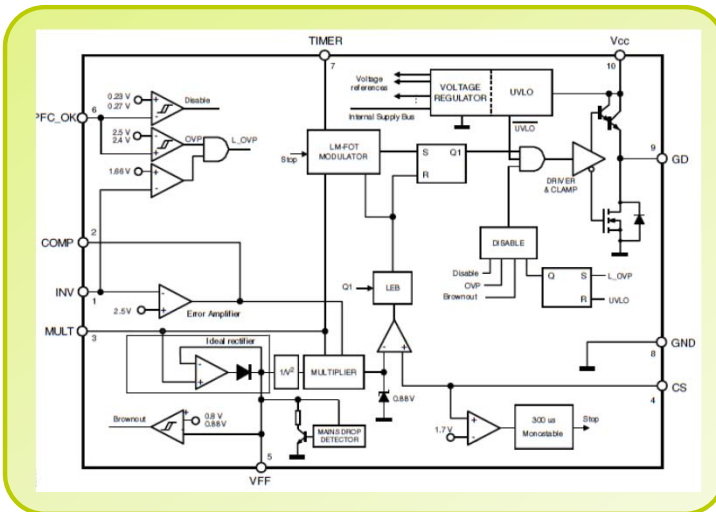 TIMER
Vcc
7
10
0.23 V
0.27 V
Disable
Voltage
references
VOLTAGE
REGULATOR
UVLO
:
6
PFC_OK
2.5 V
2.4 V
OVP
L_OVP
Internal Supply Bus
UVLO
LM-FOT
MODULATOR
Stop
S
Q1
R
1.66 V
DRIVER
& CLAMP
9
GD
2
COMP
DISABLE
Disable
OVP
Brownout
Q
S
L_OVP
R
UVLO
Q1
LEB
INV
1
2.5V
Error Amplifier
MULT
3
Ideal rectifier
GND
8
1/V²
MULTIPLIER
0.88V
CS
4
Brownout
0.8 V
0.88V
MAINS DROP
DETECTOR
1.7 V
300 us
Monostable
Stop
5
VFF